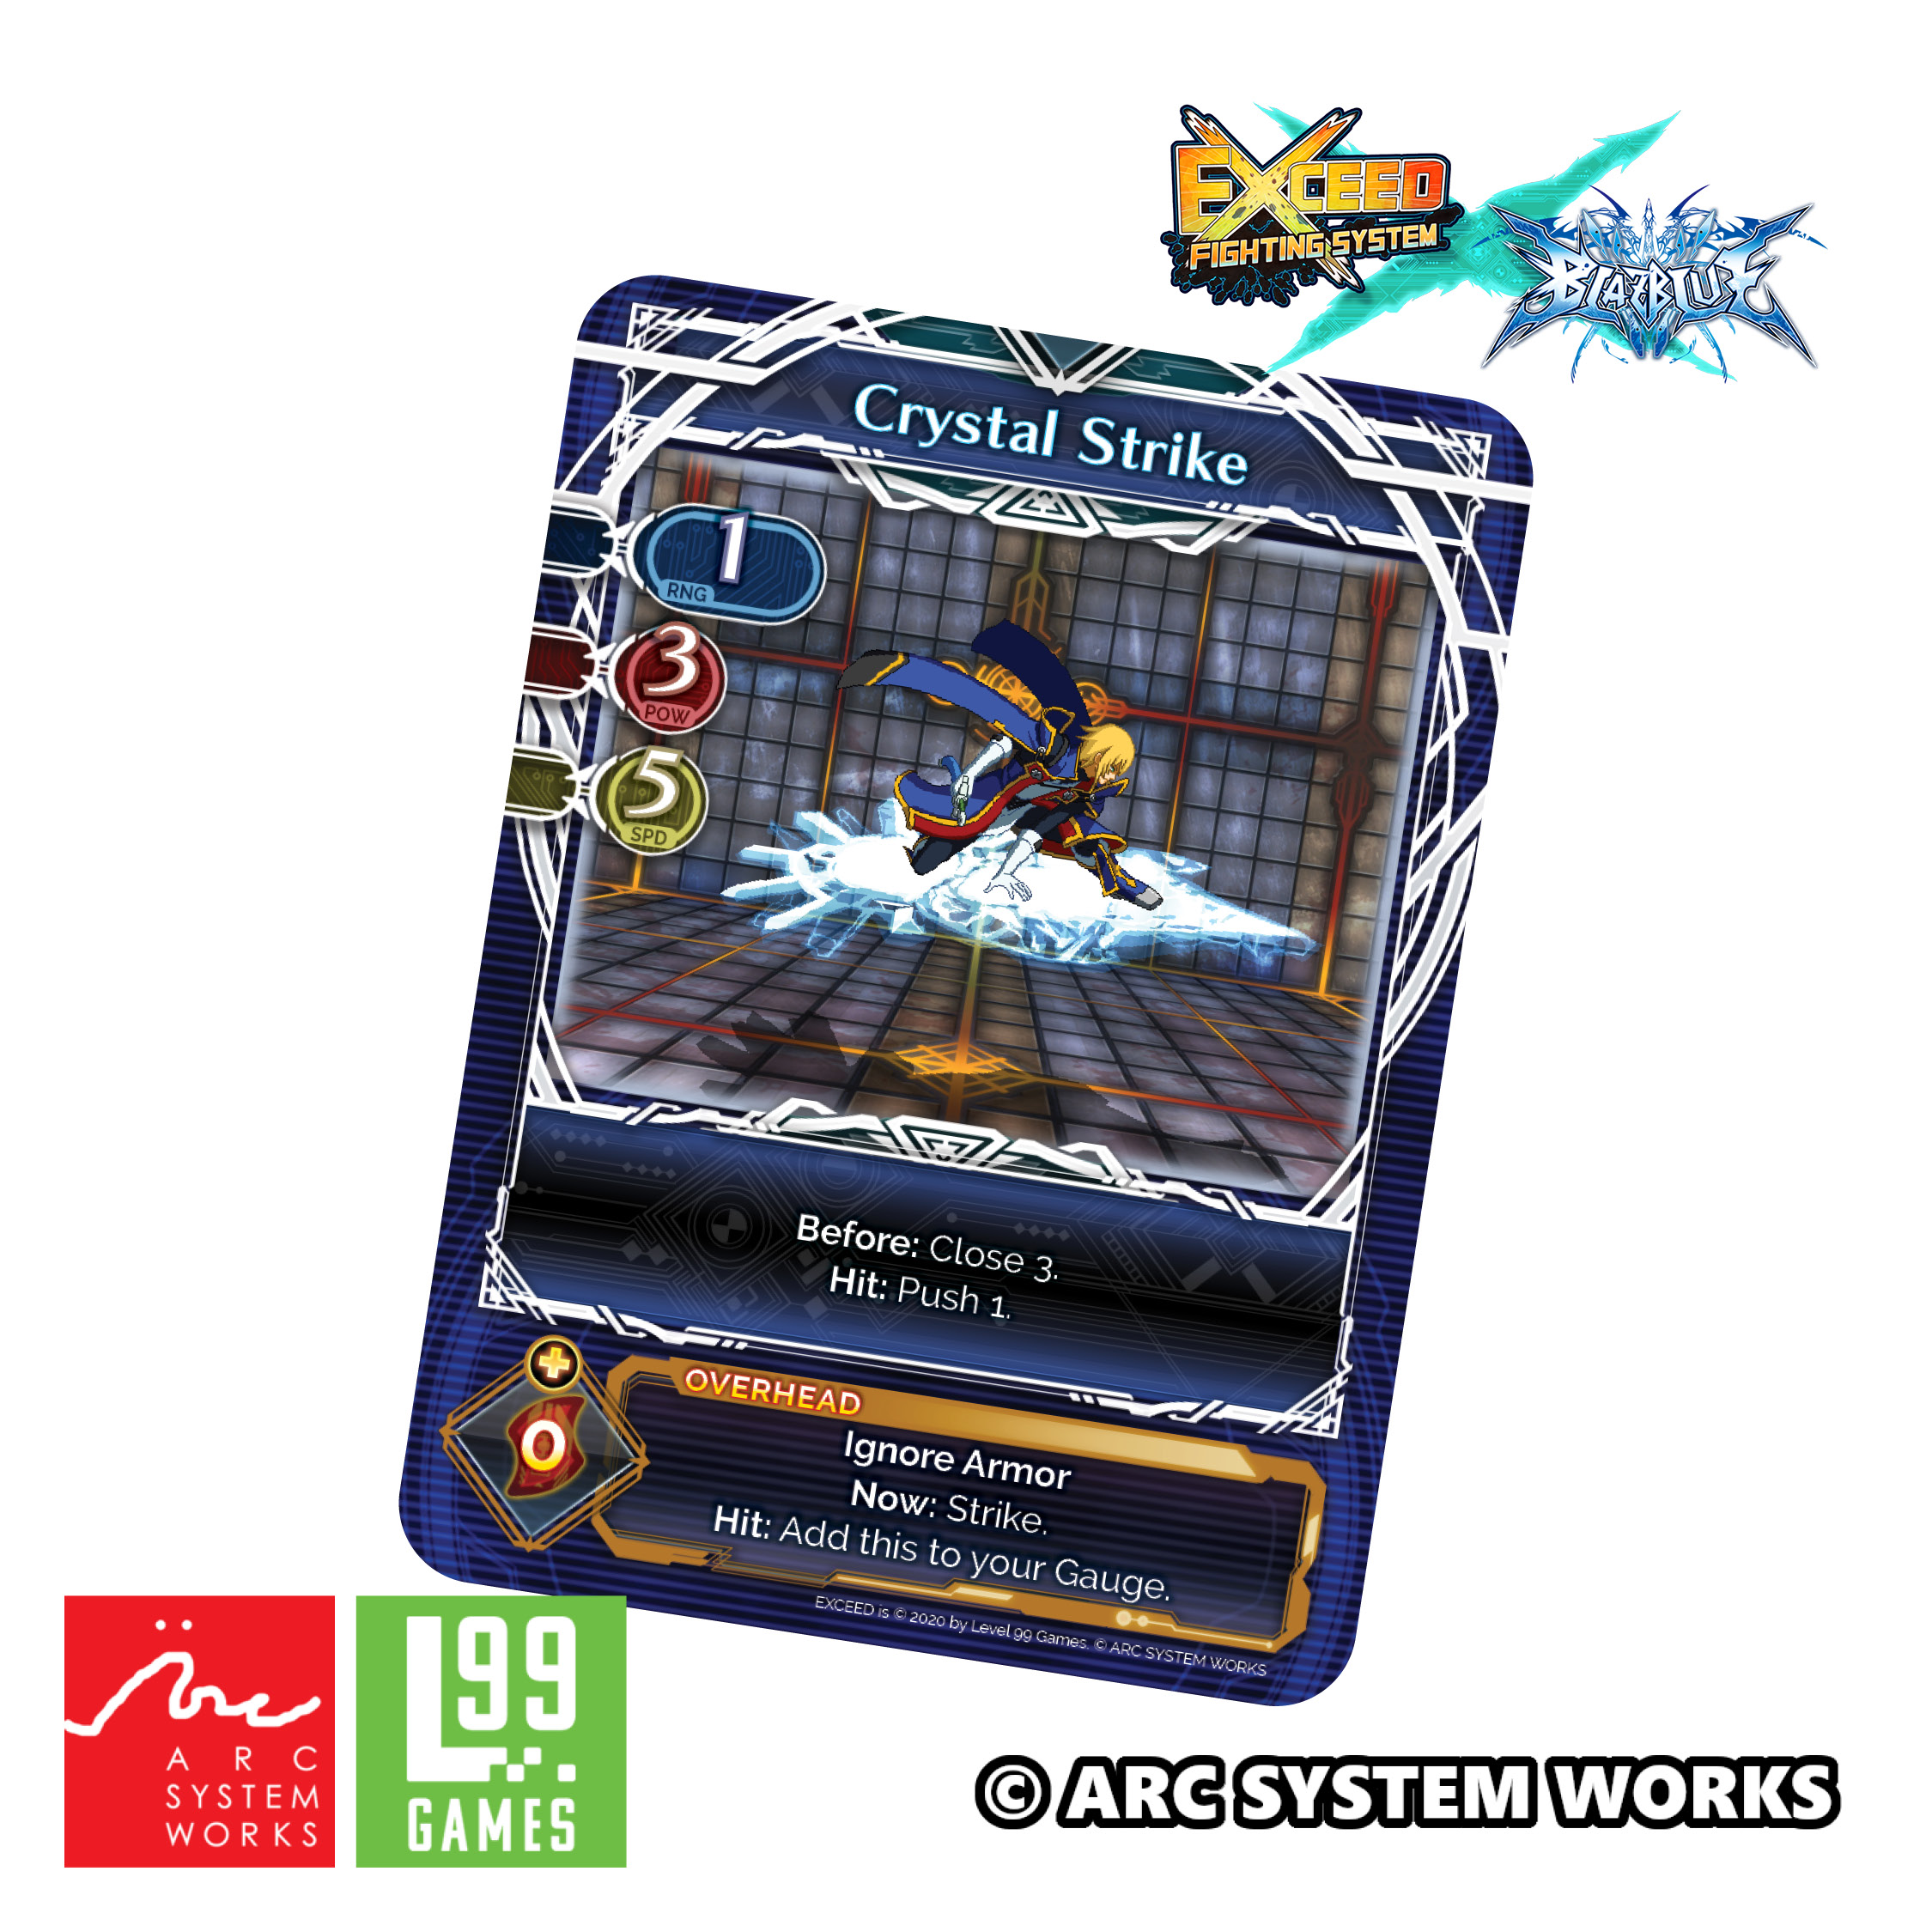 EXCEED
FIGHTING SYSTEM
BLAZBLUE
Crystal Strike
1
RNG
3
POW
5
SPD
Before: Close 3.
Hit: Push 1.
+
0
OVERHEAD
Ignore Armor
Now: Strike.
Hit: Add this to your Gauge.
EXCEED is © 2020 by Level 99 Games. © ARC SYSTEM WORKS
Arc
ARC
SYSTEM
WORKS
L99
GAMES
© ARC SYSTEM WORKS